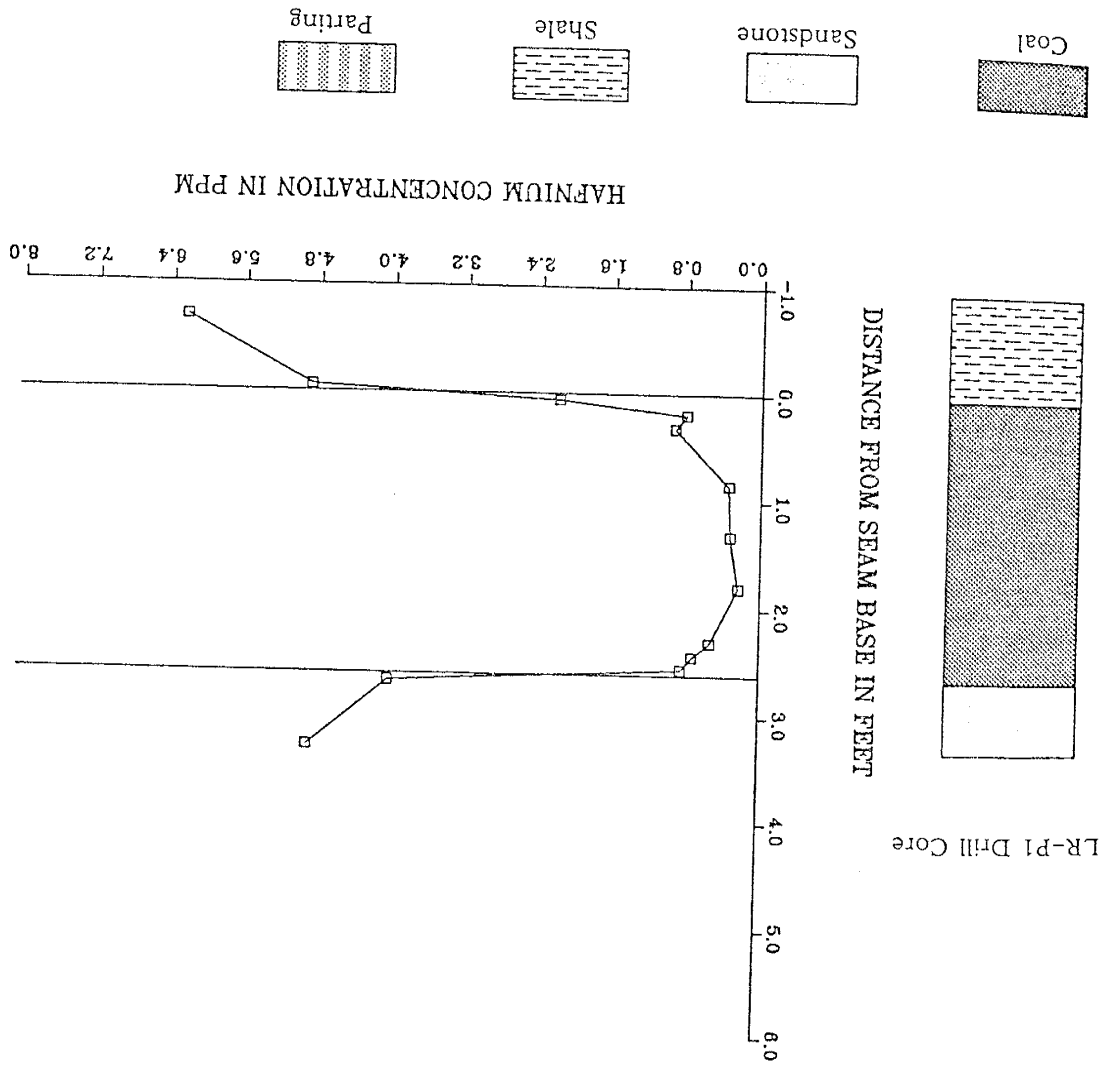 LR-P1 Drill Core
DISTANCE FROM SEAM BASE IN FEET
6.0
5.0
4.0
3.0
2.0
1.0
0.0
-1.0
0.0 0.8 1.6 2.4 3.2 4.0 4.8 5.6 6.4 7.2 8.0
HAFNIUM CONCENTRATION IN PPM
Coal
Sandstone
Shale
Parting